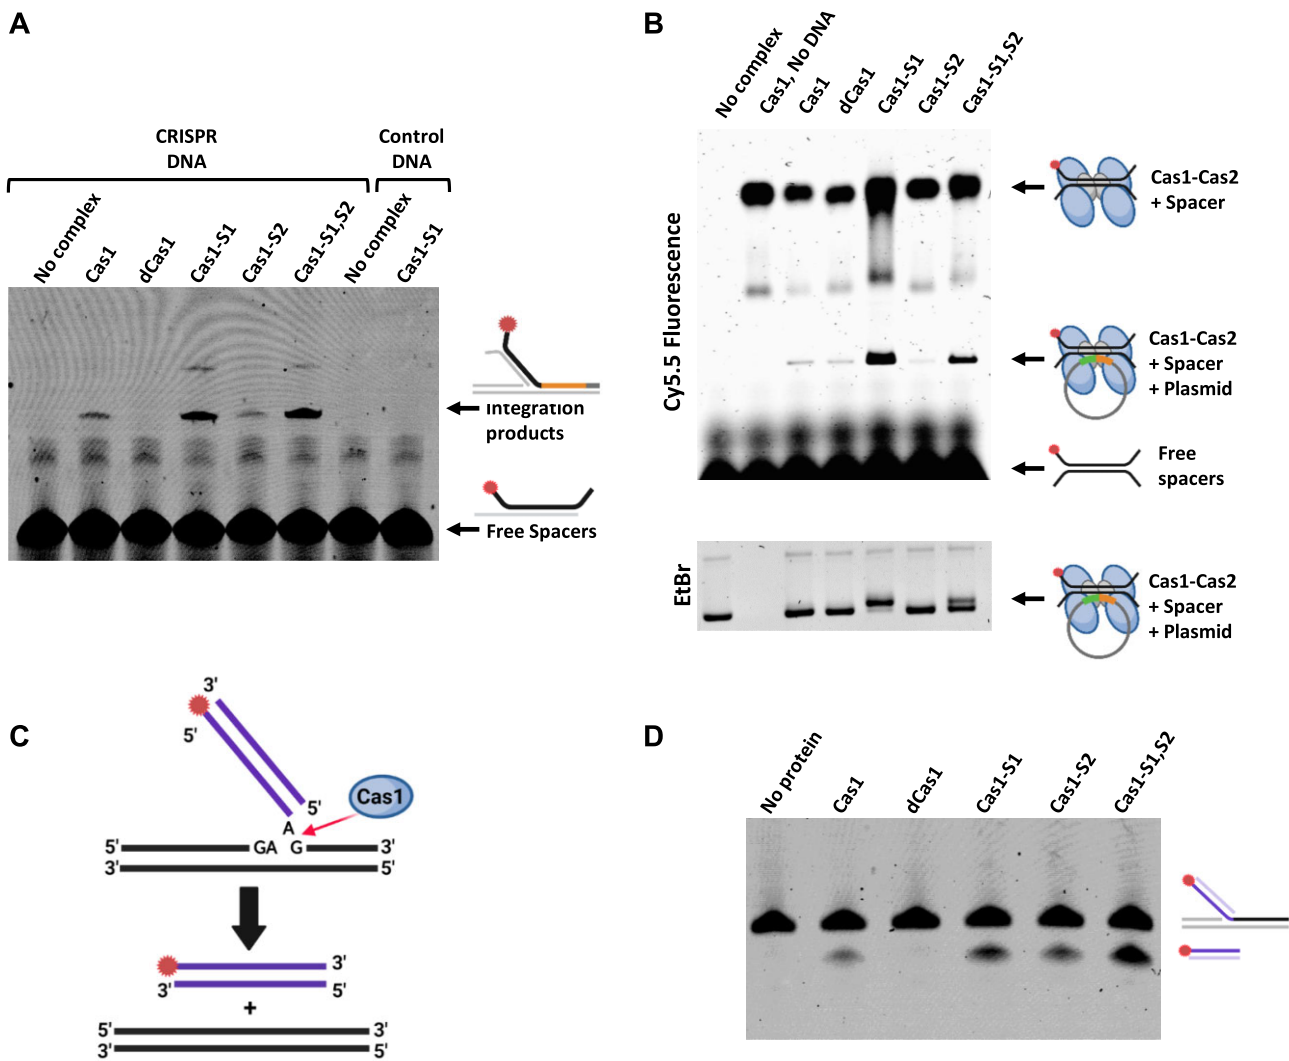 A
CRISPR
DNA
Control
DNA
No complex
Cas1
dCas1
Cas1-S1
Cas1-S2
Cas1-S1,S2
No complex
Cas1-S1
Integration
products
Free Spacers
B
No complex
Cas1, No DNA
Cas1
dCas1
Cas1-S1
Cas1-S2
Cas1-S1,S2
Cy5.5 Fluorescence
Cas1-Cas2
+ Spacer
Cas1-Cas2
+ Spacer
+ Plasmid
Free
spacers
EtBr
Cas1-Cas2
+ Spacer
+ Plasmid
C
3'
5'
5'
Cas1
A
5' GA G 3'
3' 5'
3'
3' 5'
+
5' 3'
3' 5'
D
No protein
Cas1
dCas1
Cas1-S1
Cas1-S2
Cas1-S1,S2